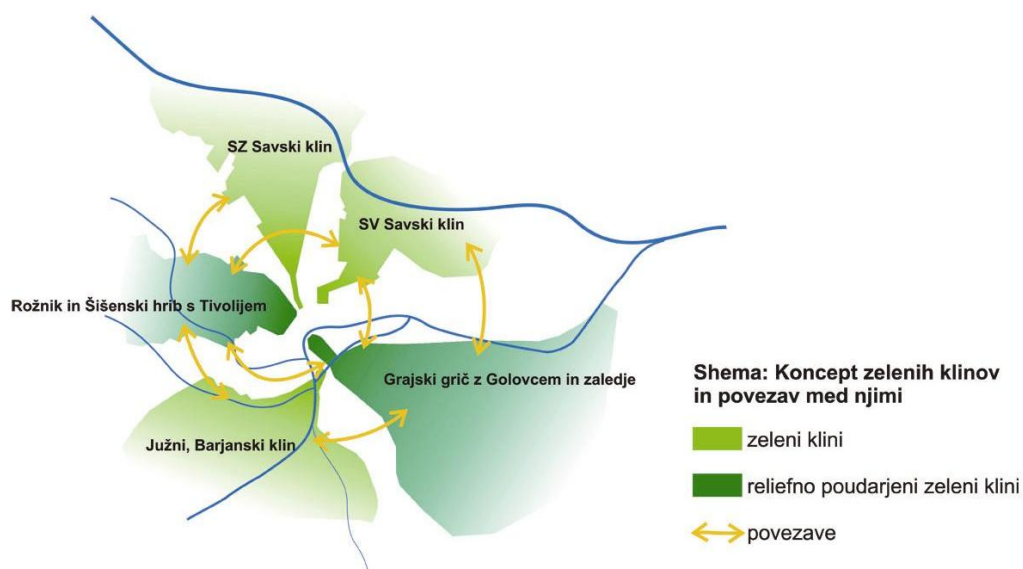 SZ Savski klin
SV Savski klin
Rožnik in Šišenski hrib s Tivolijem
Grajski grič z Golovcem in zaledje
Južni, Barjanski klin
Shema: Koncept zelenih klinov
in povezav med njimi
zeleni klini
reliefno poudarjeni zeleni klini
povezave